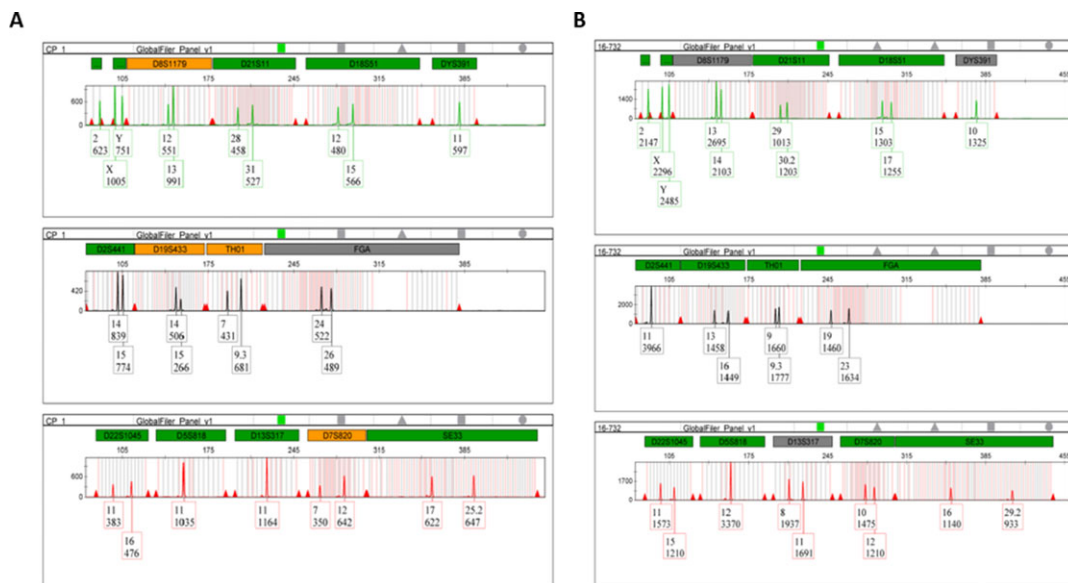 A
CP_1 GlobalFiler_Panel_v1
D8S1179 D21S11 D18S51 DYS391
105 175 245 315 385
600
0
2 Y 12 28 12 11
623 751 551 458 480 597
X 13 31 15
1005 991 527 566
CP_1 GlobalFiler_Panel_v1
D2S441 D19S433 TH01 FGA
105 175 245 315 385
420
0
14 14 7 24
839 506 431 522
15 15 9.3 26
774 266 681 489
CP_1 GlobalFiler_Panel_v1
D22S1045 D5S818 D13S317 D7S820 SE33
105 175 245 315 385
600
0
11 11 11 7 12 17 25.2
383 1035 1164 350 642 622 647
16
476
B
16-732 GlobalFiler_Panel_v1
D8S1179 D21S11 D18S51 DYS391
105 175 245 315 385 455
1400
0
2 13 29 15 10
2147 2695 1013 1303 1325
X 14 30.2 17
2296 2103 1203 1255
Y
2485
16-732 GlobalFiler_Panel_v1
D2S441 D19S433 TH01 FGA
105 175 245 315 385 455
2000
0
11 13 9 19
3966 1458 1660 1460
16 9.3 23
1449 1777 1634
16-732 GlobalFiler_Panel_v1
D22S1045 D5S818 D13S317 D7S820 SE33
105 175 245 315 385 455
1700
0
11 12 8 10 16 29.2
1573 3370 1937 1475 1140 933
15 11 12
1210 1691 1210